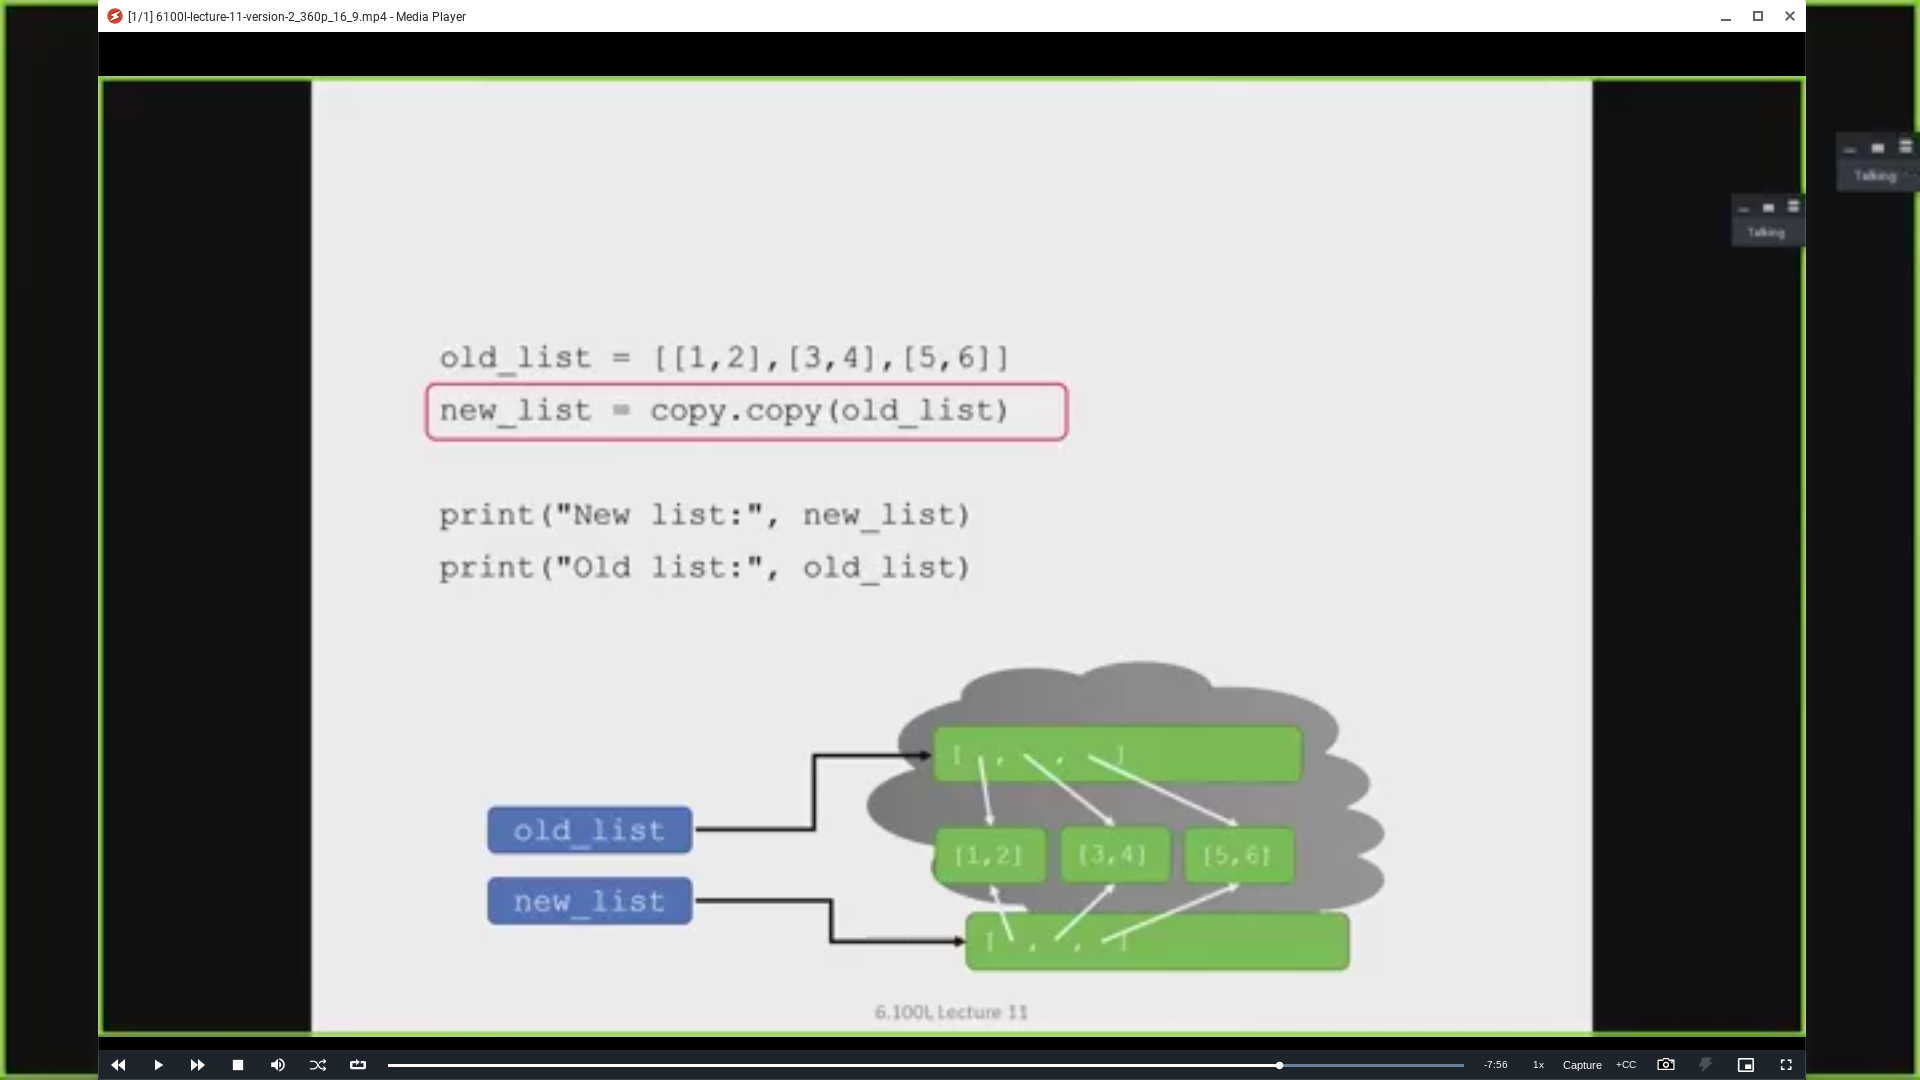 [1/1] 6100l-lecture-11-version-2_360p_16_9.mp4 - Media Player
Talking
Talking
old_list = [[1,2],[3,4],[5,6]]
new_list = copy.copy(old_list)
print("New list:", new_list)
print("Old list:", old_list)
[ , , ]
old_list
[1,2] [3,4] [5,6]
new_list
[ , , ]
6.100L Lecture 11
-7:56 1x Capture +CC